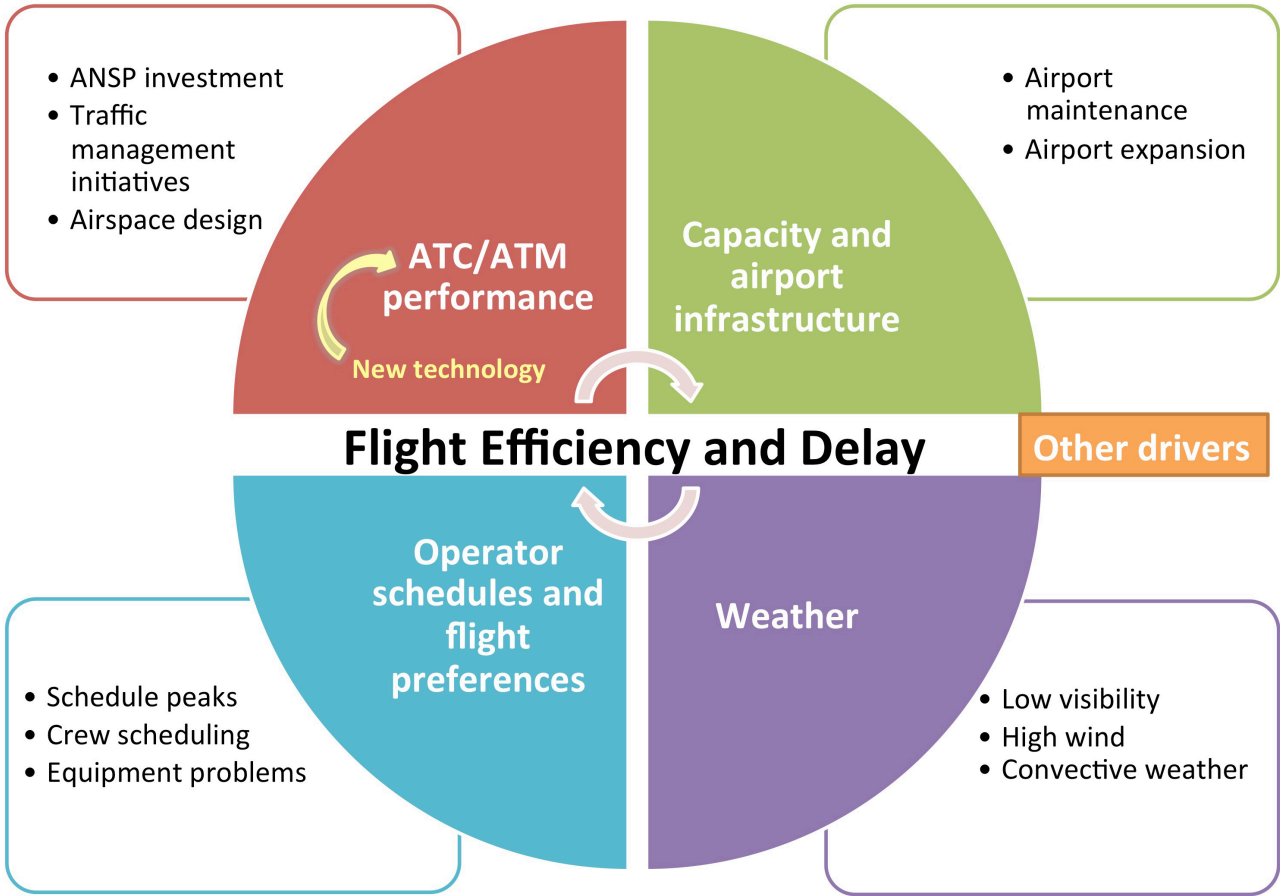 • ANSP investment
• Traffic
management
initiatives
• Airspace design
• Airport
maintenance
• Airport expansion
ATC/ATM
performance
New technology
Capacity and
airport
infrastructure
Flight Efficiency and Delay
Other drivers
Operator
schedules and
flight
preferences
Weather
• Schedule peaks
• Crew scheduling
• Equipment problems
• Low visibility
• High wind
• Convective weather